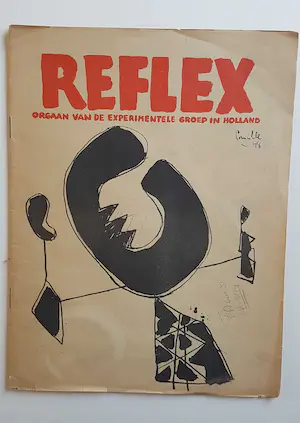 REFLEX
ORGAAN VAN DE EXPERIMENTELE GROEP IN HOLLAND